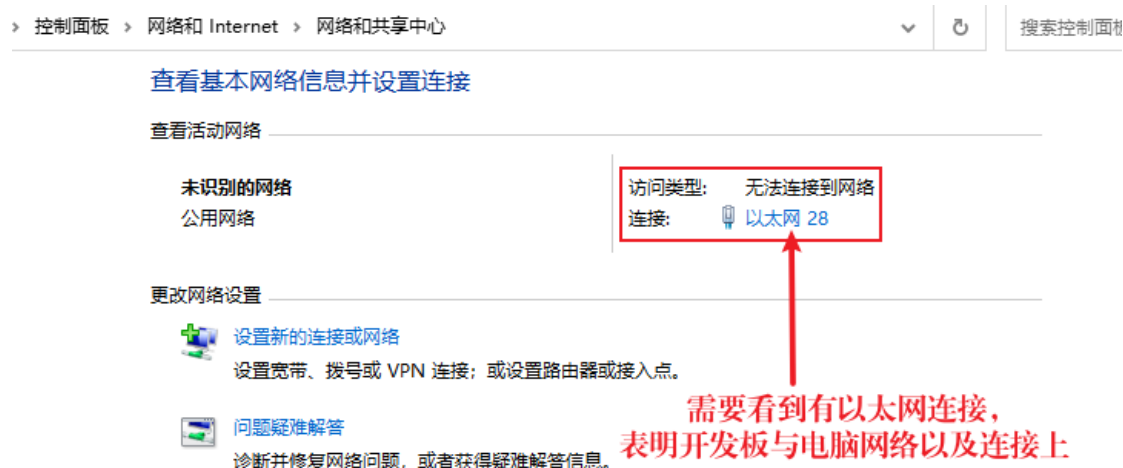 控制面板 › 网络和 Internet › 网络和共享中心
搜索控制面板
查看基本网络信息并设置连接
查看活动网络
未识别的网络
公用网络
访问类型: 无法连接到网络
连接: 以太网 28
更改网络设置
设置新的连接或网络
设置宽带、拨号或 VPN 连接；或设置路由器或接入点。
问题疑难解答
诊断并修复网络问题，或者获得疑难解答信息。
需要看到有以太网连接，
表明开发板与电脑网络以及连接上